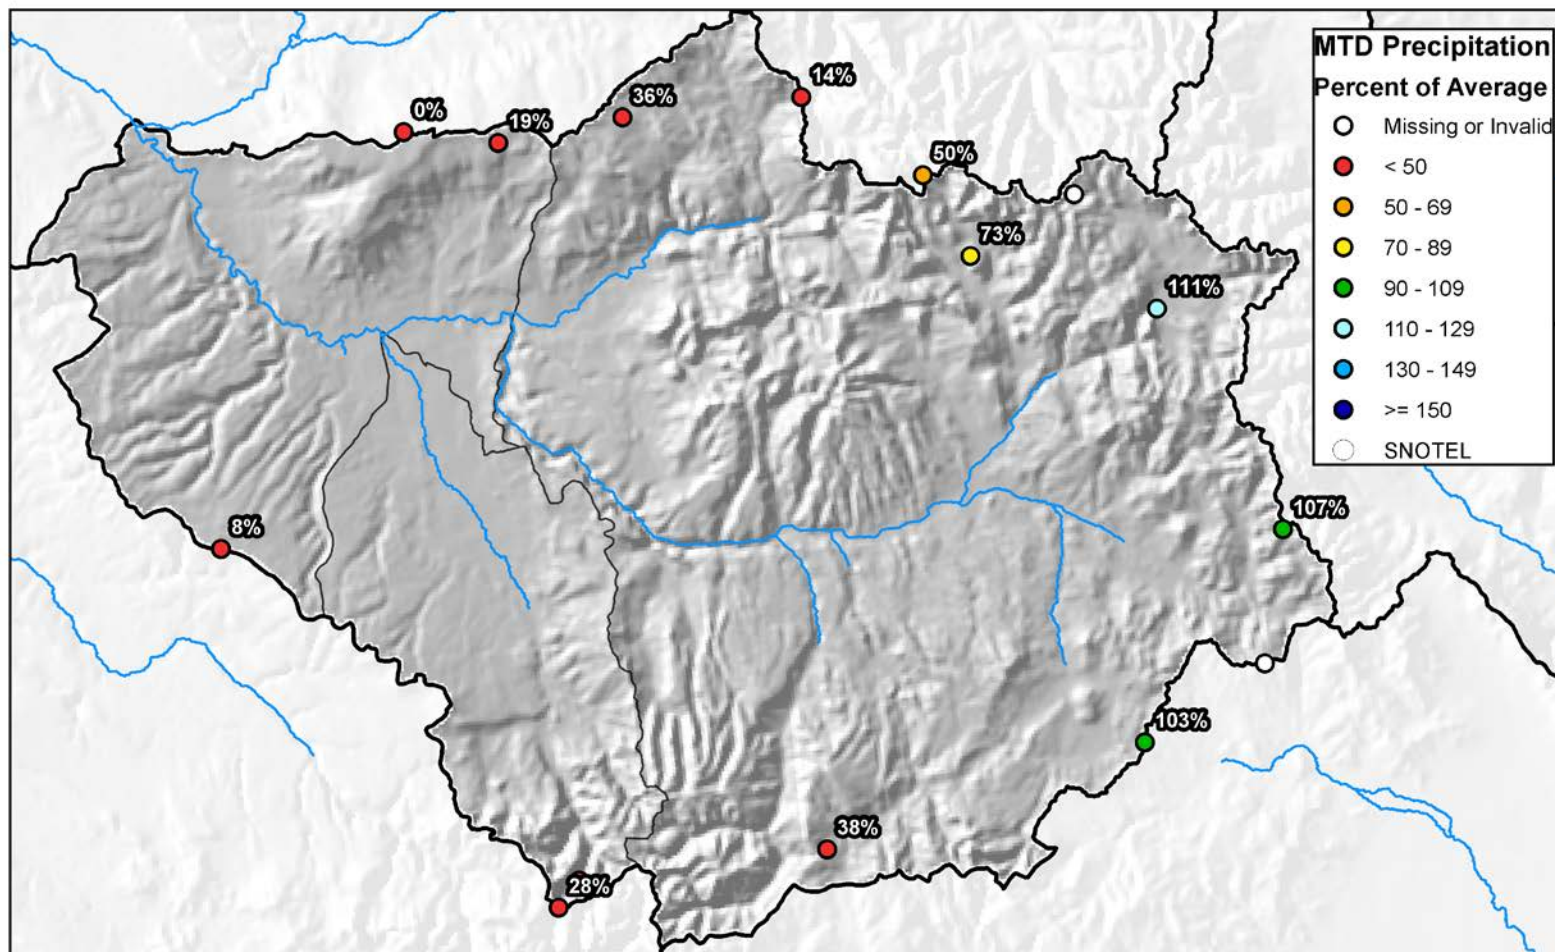 MTD Precipitation
Percent of Average
Missing or Invalid
< 50
50 - 69
70 - 89
90 - 109
110 - 129
130 - 149
>= 150
SNOTEL
14%
36%
0%
19%
50%
73%
111%
8%
107%
103%
38%
28%